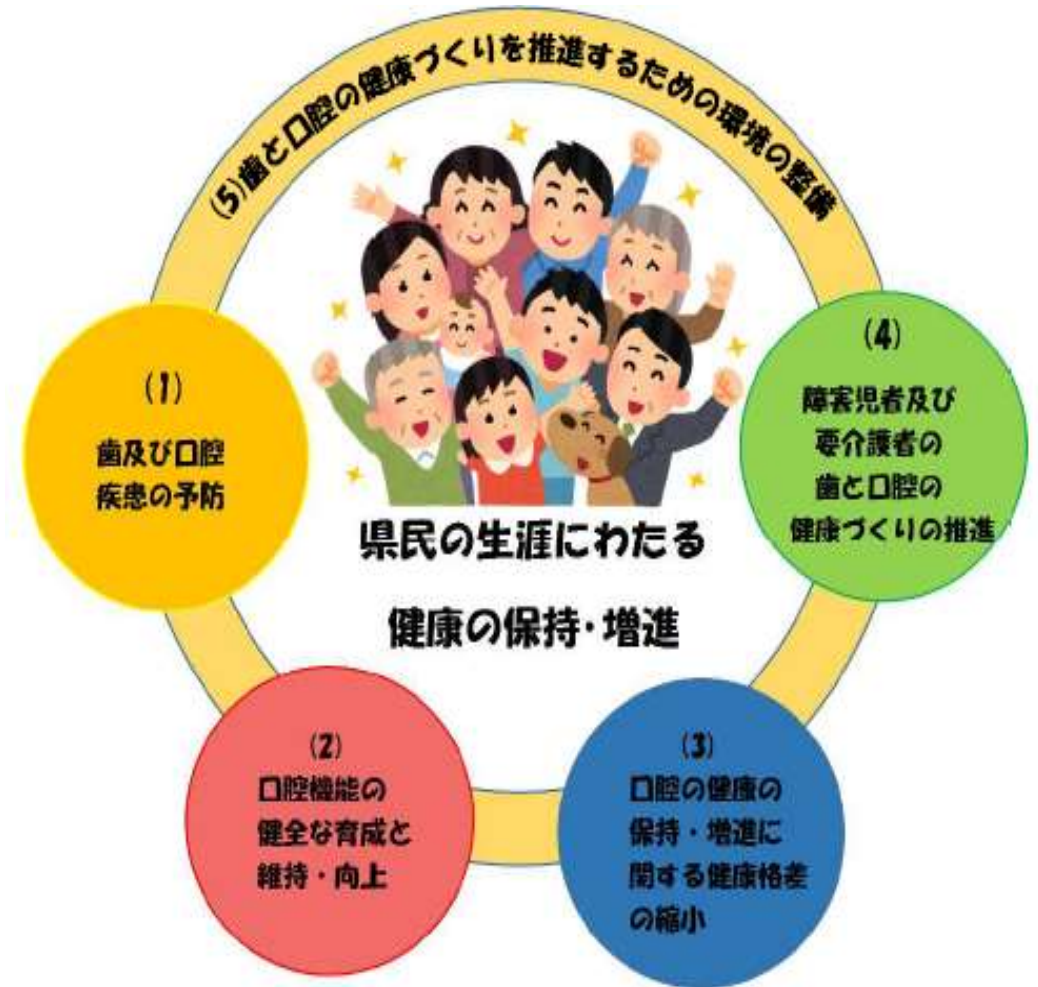 (5)歯と口腔の健康づくりを推進するための環境の整備
(1)
歯及び口腔
疾患の予防
(4)
障害児者及び
要介護者の
歯と口腔の
健康づくりの推進
県民の生涯にわたる
健康の保持・増進
(2)
口腔機能の
健全な育成と
維持・向上
(3)
口腔の健康の
保持・増進に
関する健康格差
の縮小